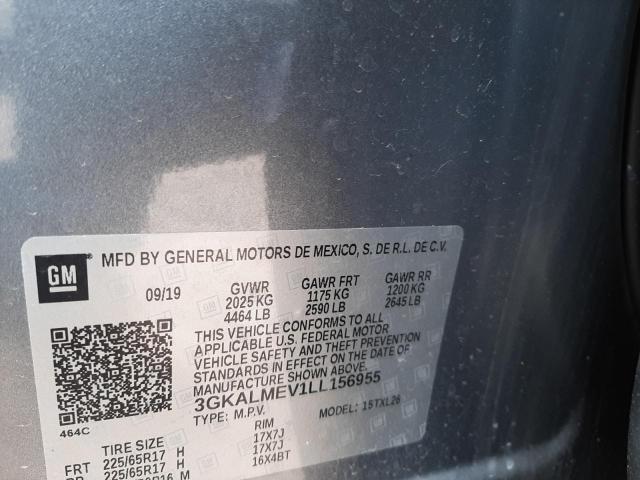 GM
MFD BY GENERAL MOTORS DE MEXICO, S. DE R.L. DE C.V.
09/19 GVWR GAWR FRT GAWR RR
2025 KG 1175 KG 1200 KG
4464 LB 2590 LB 2645 LB
THIS VEHICLE CONFORMS TO ALL
APPLICABLE U.S. FEDERAL MOTOR
VEHICLE SAFETY AND THEFT PREVENTION
STANDARDS IN EFFECT ON THE DATE OF
MANUFACTURE SHOWN ABOVE.
3GKALMEV1LL156955
TYPE: M.P.V. MODEL: 15TXL26
464C
TIRE SIZE RIM
FRT 225/65R17 H 17X7J
RR 225/65R17 H 17X7J
R16 M 16X4BT